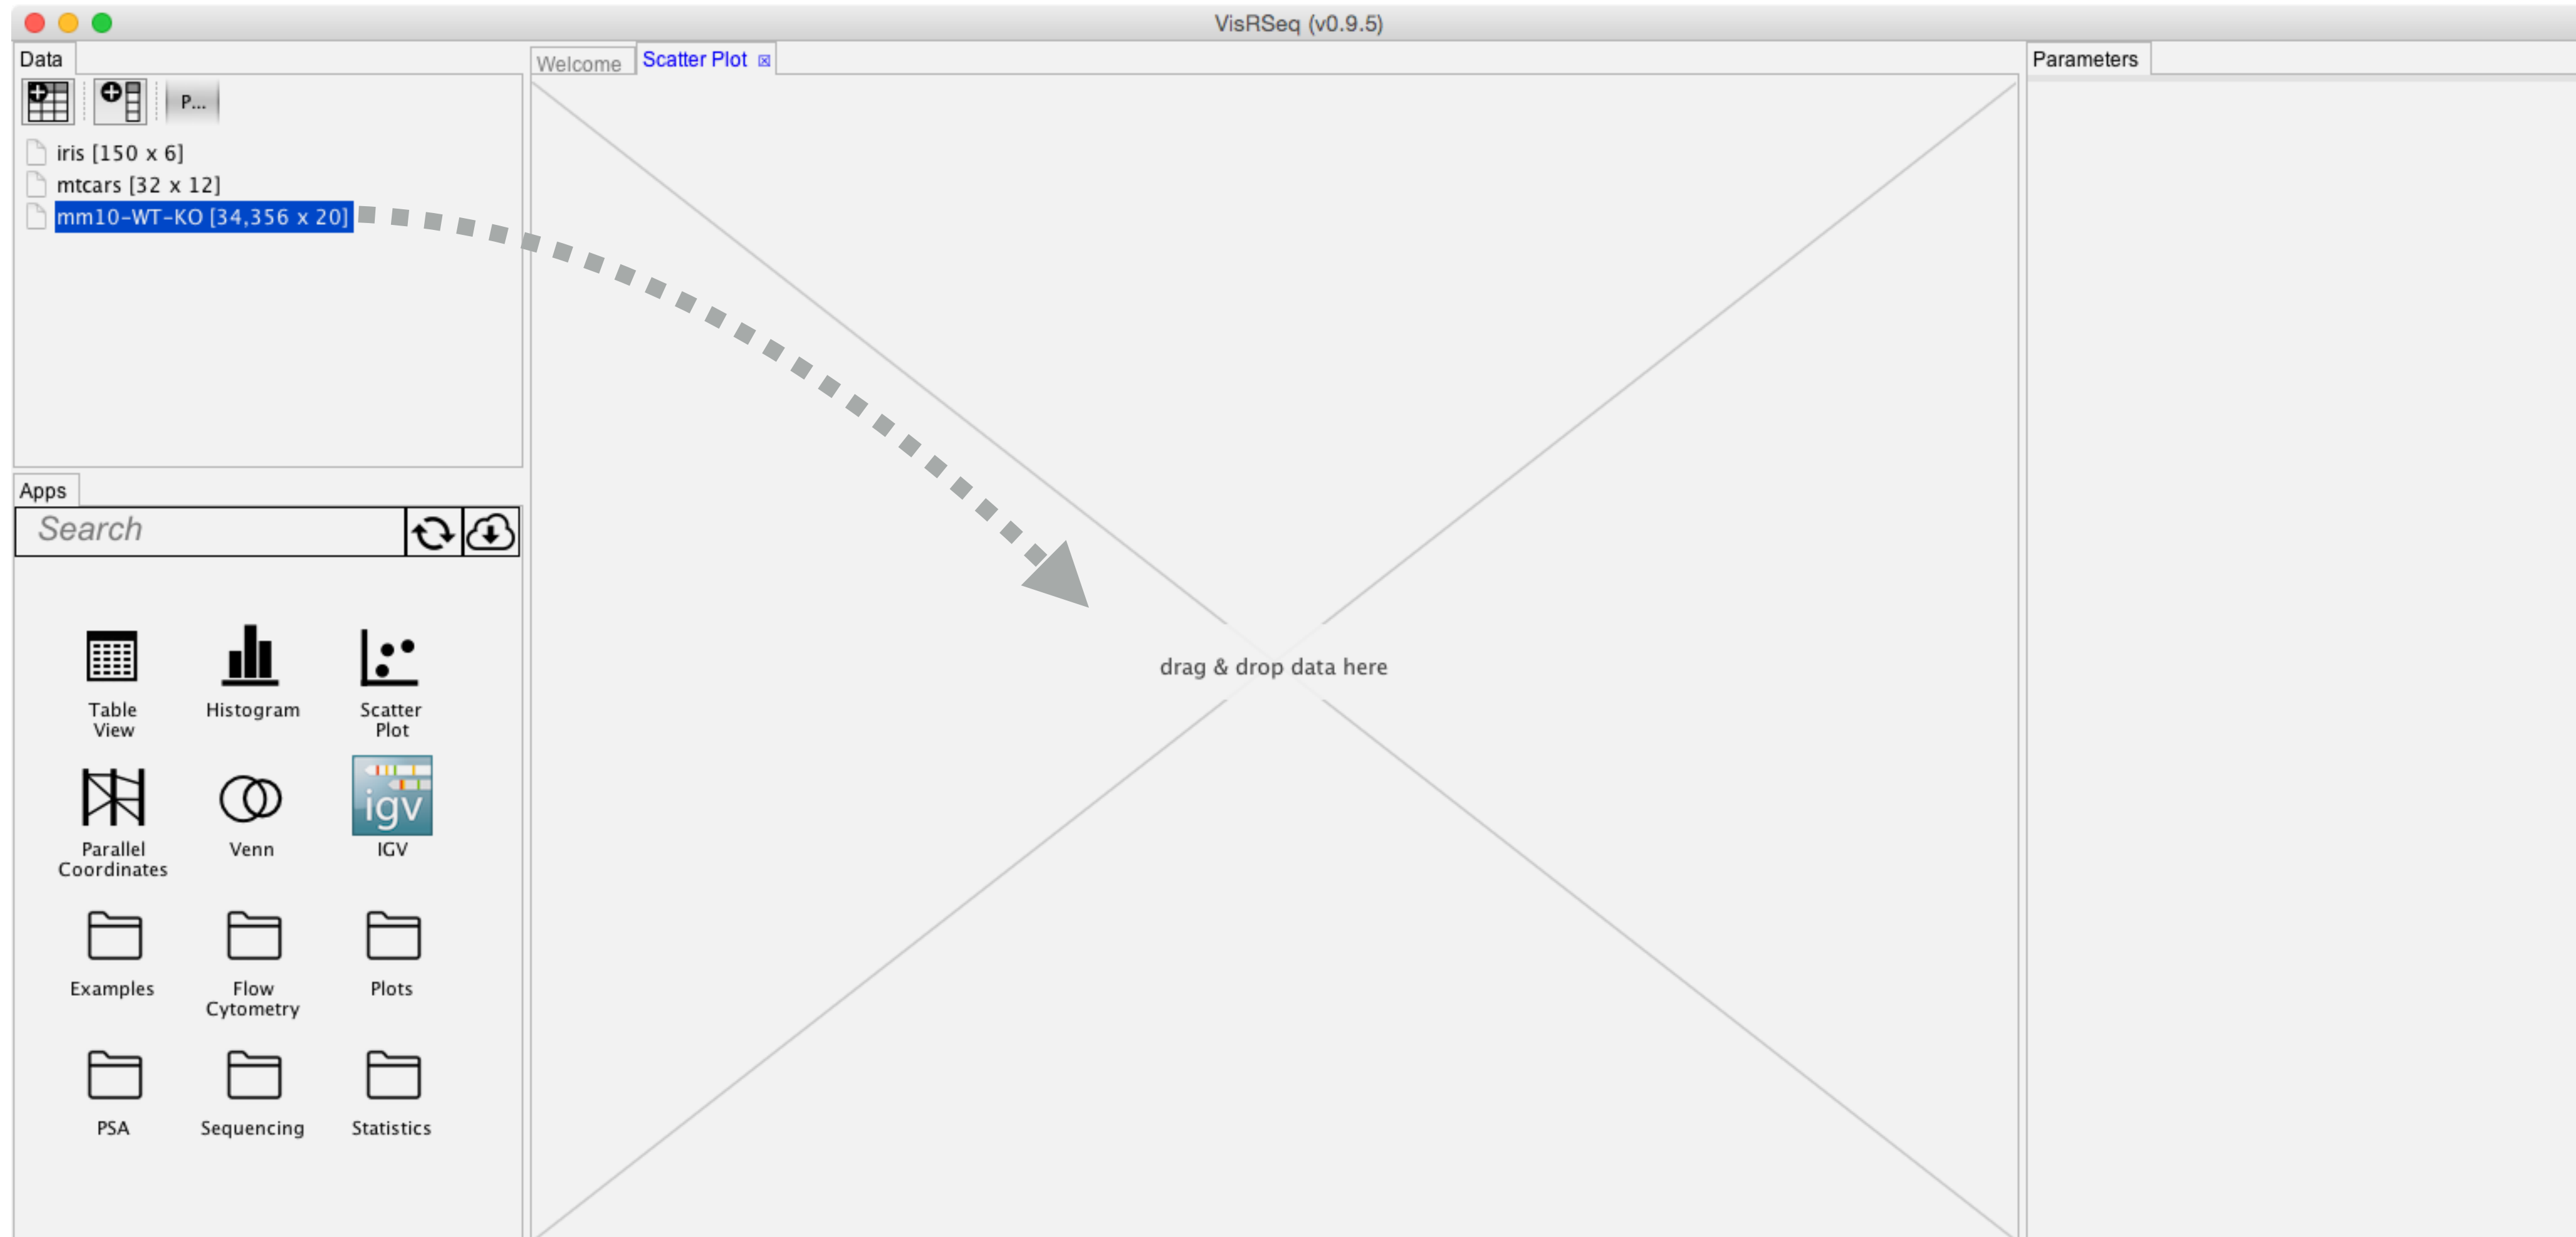 VisRSeq (v0.9.5)
Data
P...
iris [150 x 6]
mtcars [32 x 12]
mm10-WT-KO [34,356 x 20]
Apps
Search
Table
View
Histogram
Scatter
Plot
Parallel
Coordinates
Venn
igv
IGV
Examples
Flow
Cytometry
Plots
PSA
Sequencing
Statistics
Welcome
Scatter Plot
drag & drop data here
Parameters